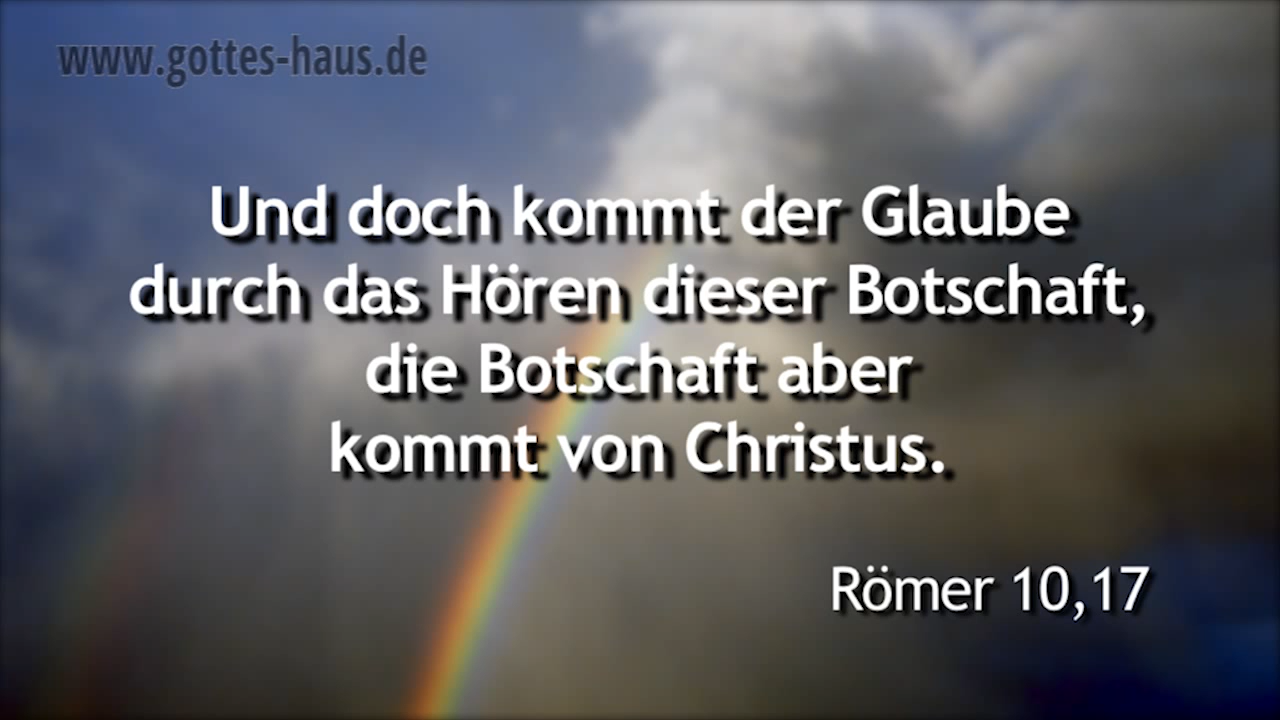 www.gottes-haus.de
Und doch kommt der Glaube
durch das Hören dieser Botschaft,
die Botschaft aber
kommt von Christus.
Römer 10,17